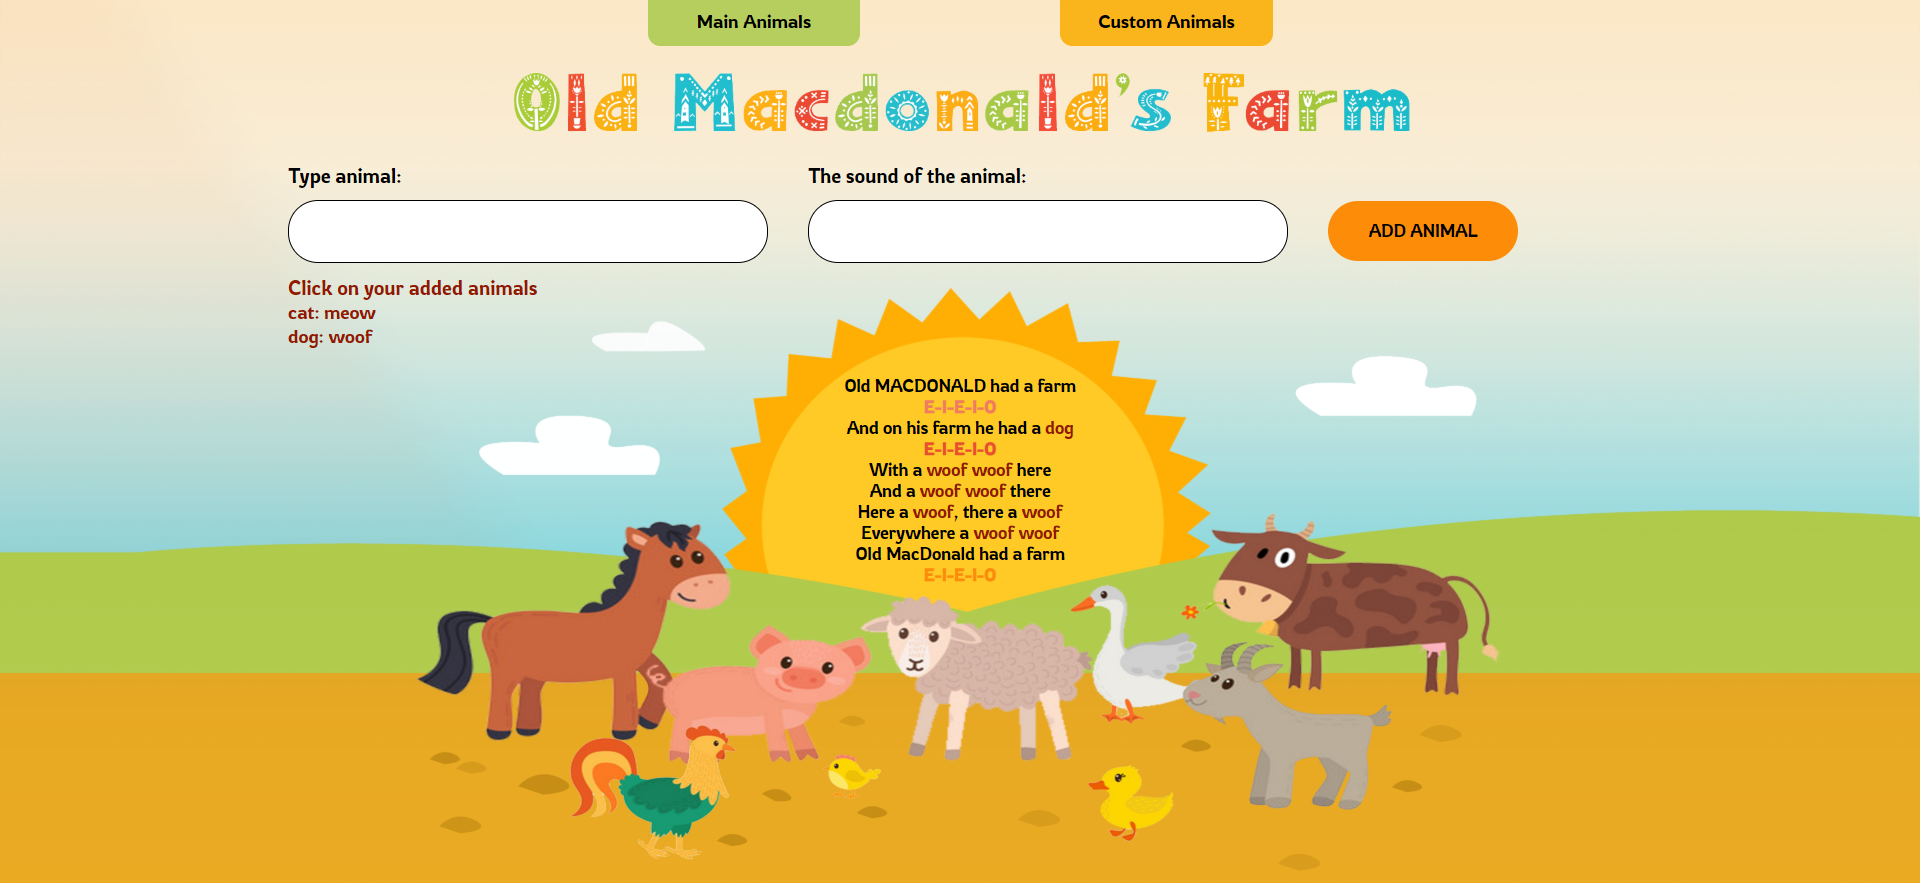 Main Animals
Custom Animals
Old Macdonald's Farm
Type animal:
The sound of the animal:
ADD ANIMAL
Click on your added animals
cat: meow
dog: woof
Old MACDONALD had a farm
E-I-E-I-O
And on his farm he had a dog
E-I-E-I-O
With a woof woof here
And a woof woof there
Here a woof, there a woof
Everywhere a woof woof
Old MacDonald had a farm
E-I-E-I-O